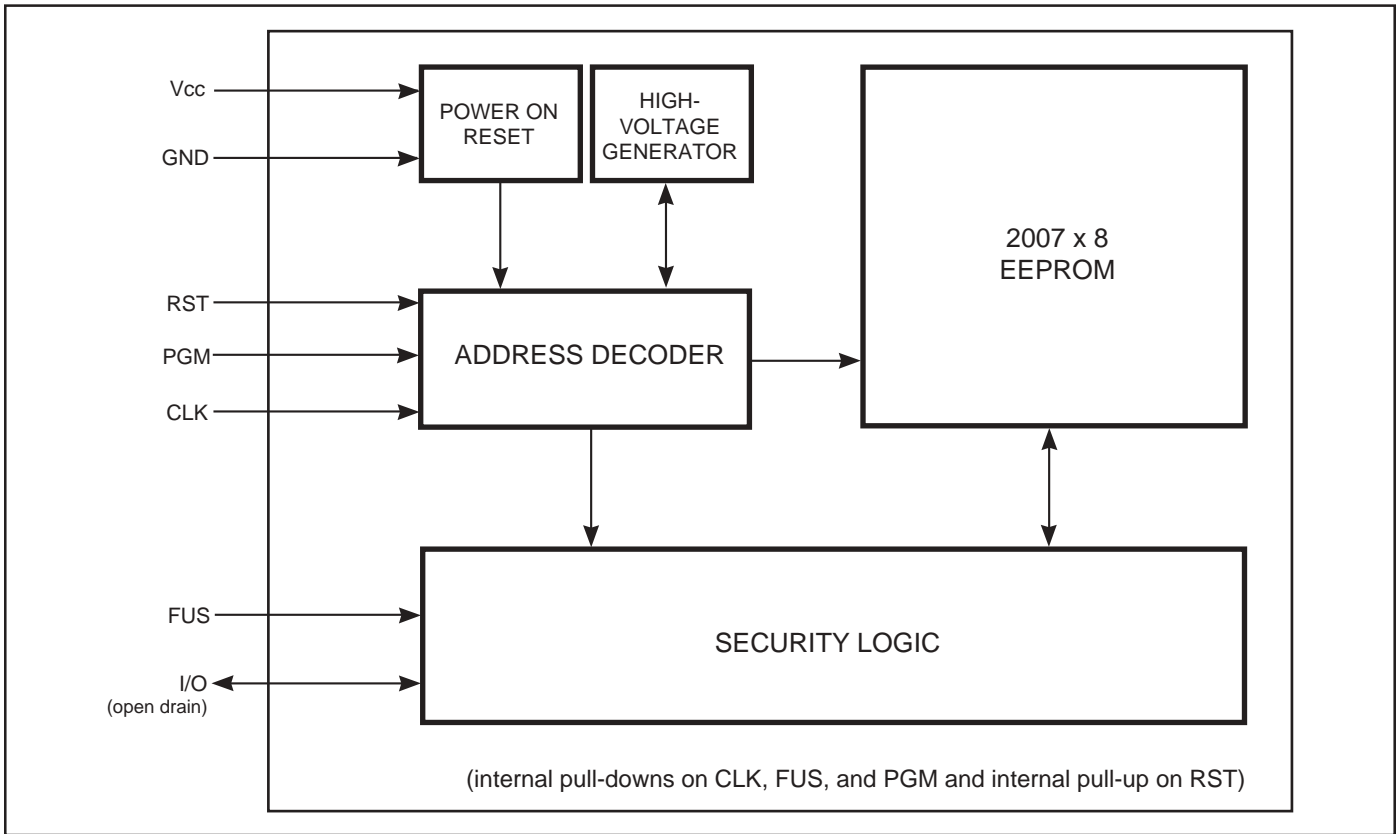 Vcc
GND
POWER ON
RESET
HIGH-
VOLTAGE
GENERATOR
2007 x 8
EEPROM
RST
PGM
CLK
ADDRESS DECODER
FUS
I/O
(open drain)
SECURITY LOGIC
(internal pull-downs on CLK, FUS, and PGM and internal pull-up on RST)